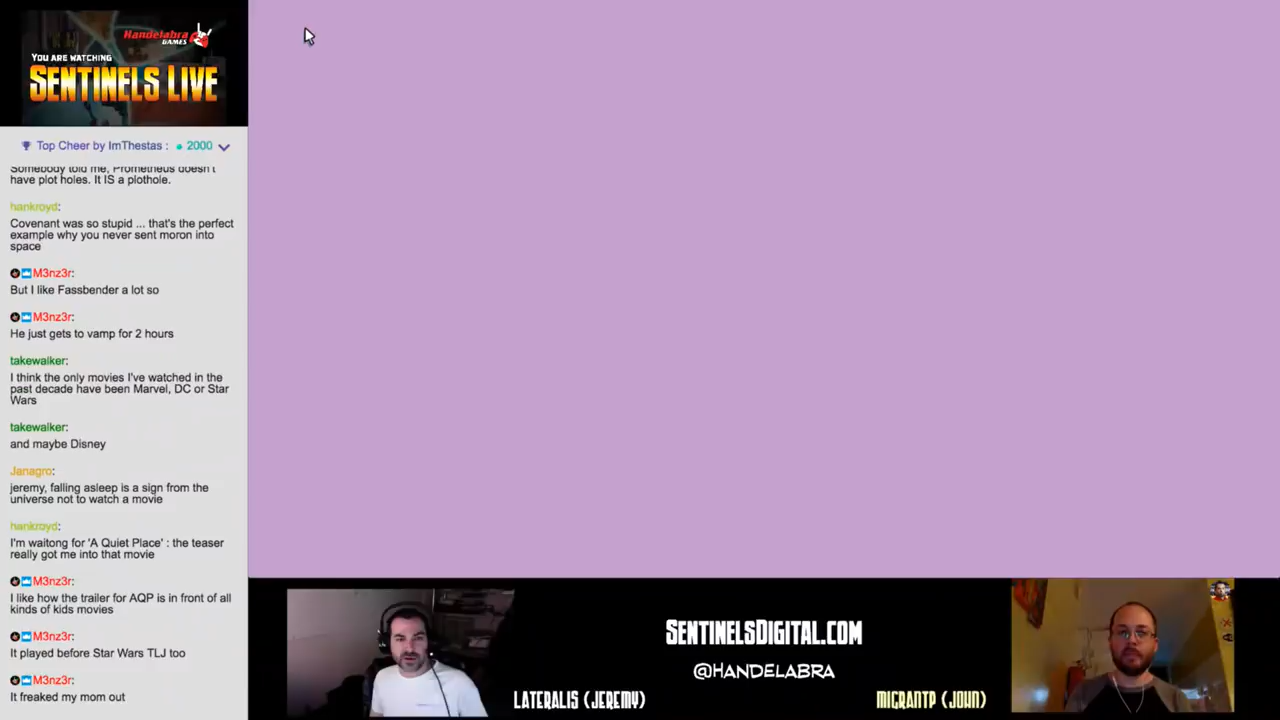 Handelabra
GAMES
YOU ARE WATCHING
SENTINELS LIVE
Top Cheer by ImThestas : 2000
Somebody told me, Prometheus doesn't
have plot holes. It IS a plothole.
hankroyd:
Covenant was so stupid ... that's the perfect
example why you never sent moron into
space
M3nz3r:
But I like Fassbender a lot so
M3nz3r:
He just gets to vamp for 2 hours
takewalker:
I think the only movies I've watched in the
past decade have been Marvel, DC or Star
Wars
takewalker:
and maybe Disney
Janagro:
jeremy, falling asleep is a sign from the
universe not to watch a movie
hankroyd:
I'm waitong for 'A Quiet Place' : the teaser
really got me into that movie
M3nz3r:
I like how the trailer for AQP is in front of all
kinds of kids movies
M3nz3r:
It played before Star Wars TLJ too
M3nz3r:
It freaked my mom out
SENTINELSDIGITAL.COM
@HANDELABRA
LATERALIS (JEREMY)
MIGRANTP (JOHN)